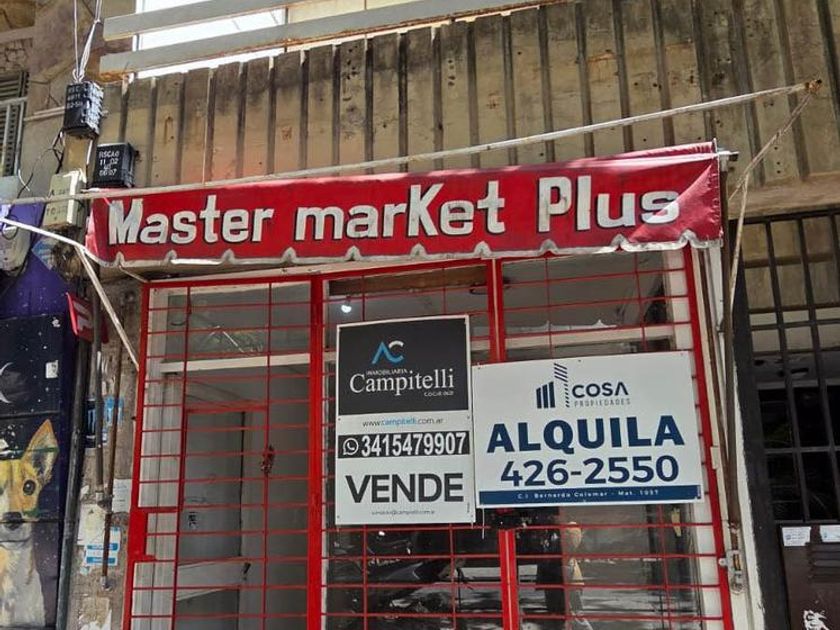 Master marKet Plus
AC
INMOBILIARIA
Campitelli
www.campitelli.com.ar
3415479907
VENDE
COSA
PROPIEDADES
ALQUILA
426-2550